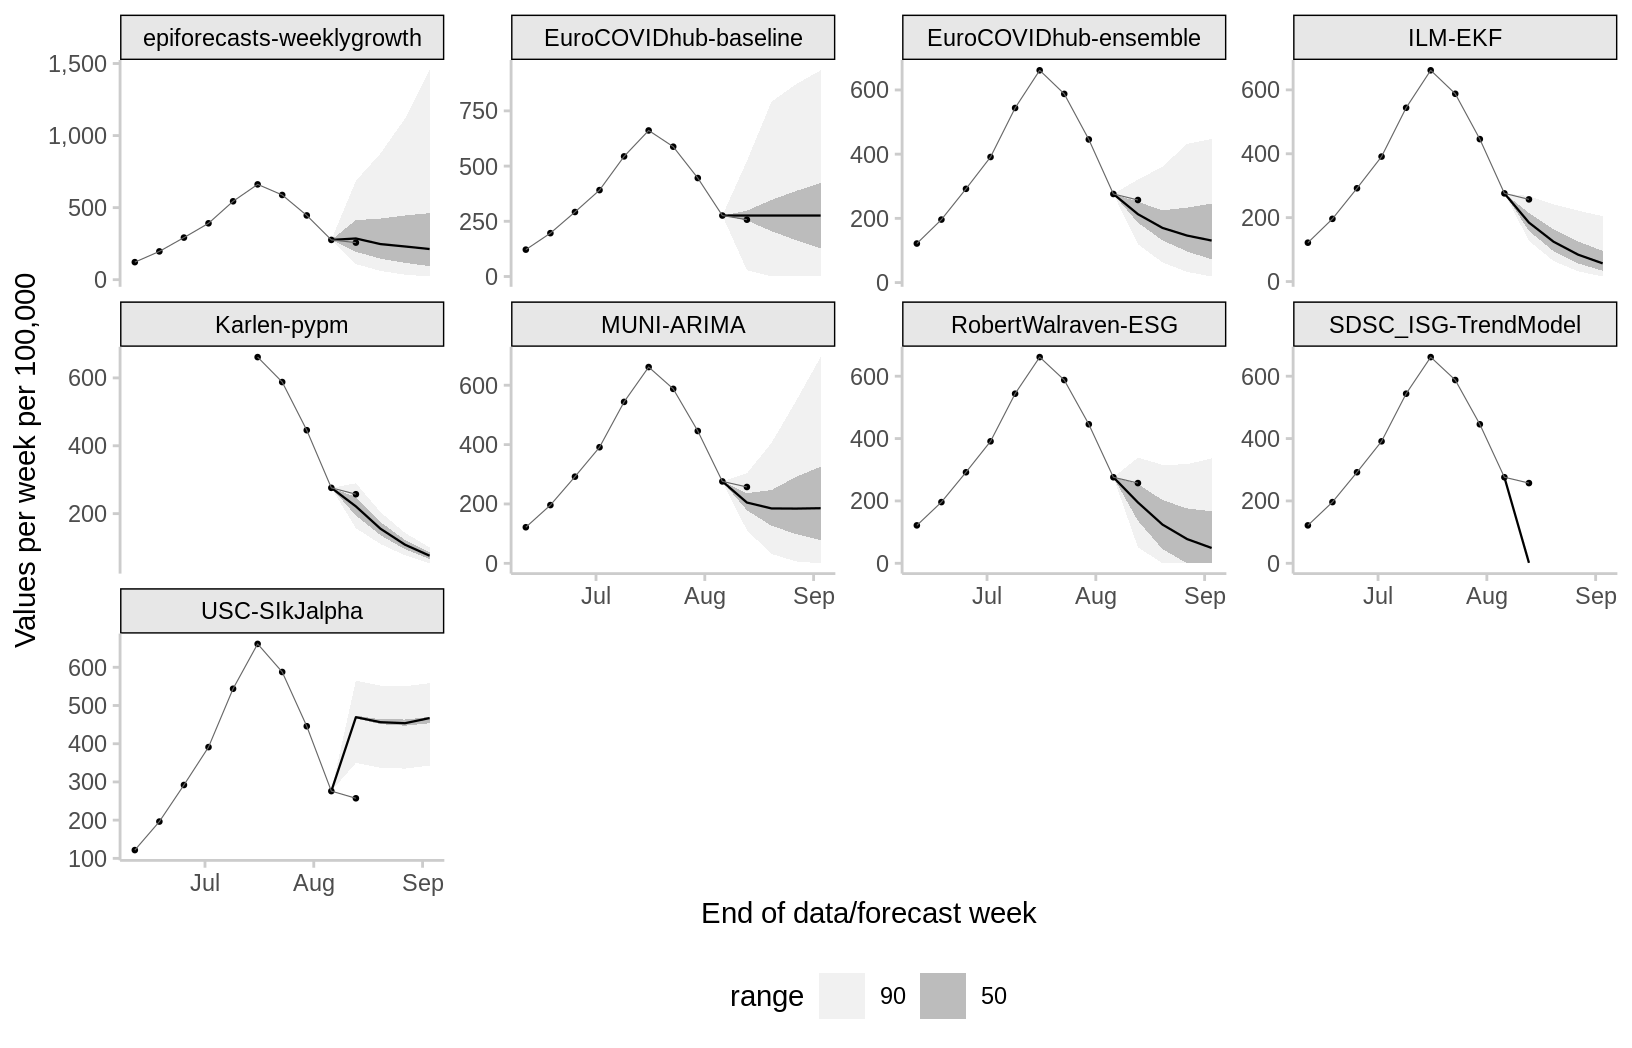 epiforecasts-weeklygrowth
EuroCOVIDhub-baseline
EuroCOVIDhub-ensemble
ILM-EKF
1,500
1,000
500
0
750
500
250
0
600
400
200
0
600
400
200
0
Karlen-pypm
MUNI-ARIMA
RobertWalraven-ESG
SDSC_ISG-TrendModel
600
400
200
600
400
200
0
600
400
200
0
600
400
200
0
Jul Aug Sep
Jul Aug Sep
Jul Aug Sep
USC-SIkJalpha
600
500
400
300
200
100
Jul Aug Sep
Values per week per 100,000
End of data/forecast week
range 90 50